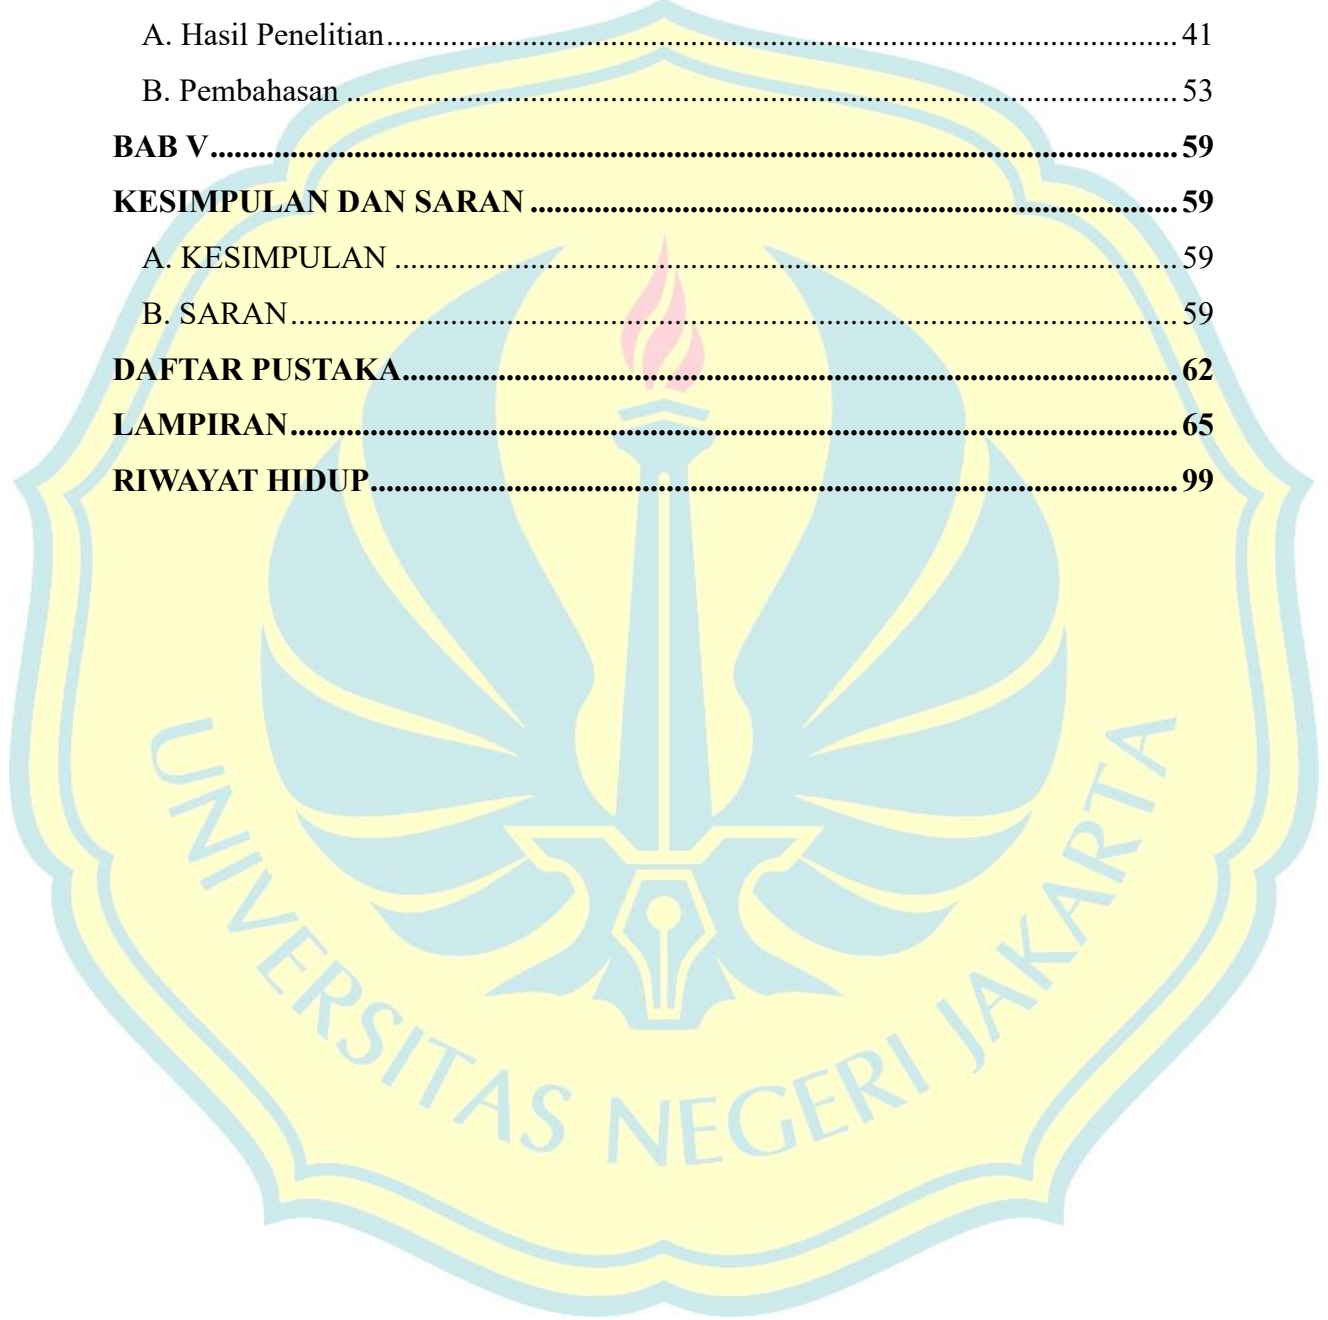 A. Hasil Penelitian.................................................................................................. 41
B. Pembahasan ....................................................................................................... 53
BAB V........................................................................................................................ 59
KESIMPULAN DAN SARAN ................................................................................ 59
A. KESIMPULAN ................................................................................................. 59
B. SARAN.............................................................................................................. 59
DAFTAR PUSTAKA................................................................................................ 62
LAMPIRAN.............................................................................................................. 65
RIWAYAT HIDUP.................................................................................................... 99
UNIVERSITAS NEGERI JAKARTA